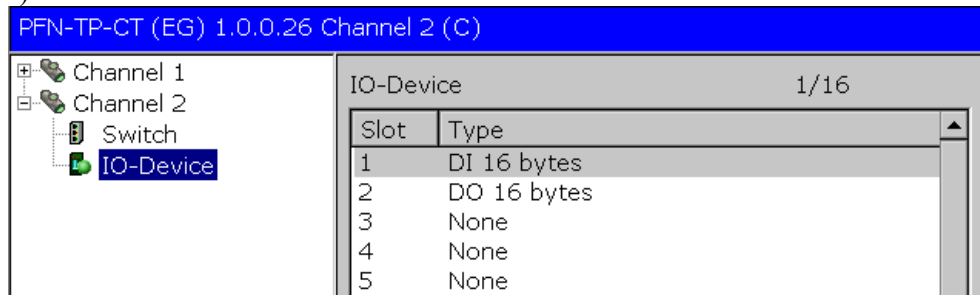 PFN-TP-CT (EG) 1.0.0.26 Channel 2 (C)
Channel 1
Channel 2
Switch
IO-Device
IO-Device 1/16
Slot Type
1 DI 16 bytes
2 DO 16 bytes
3 None
4 None
5 None